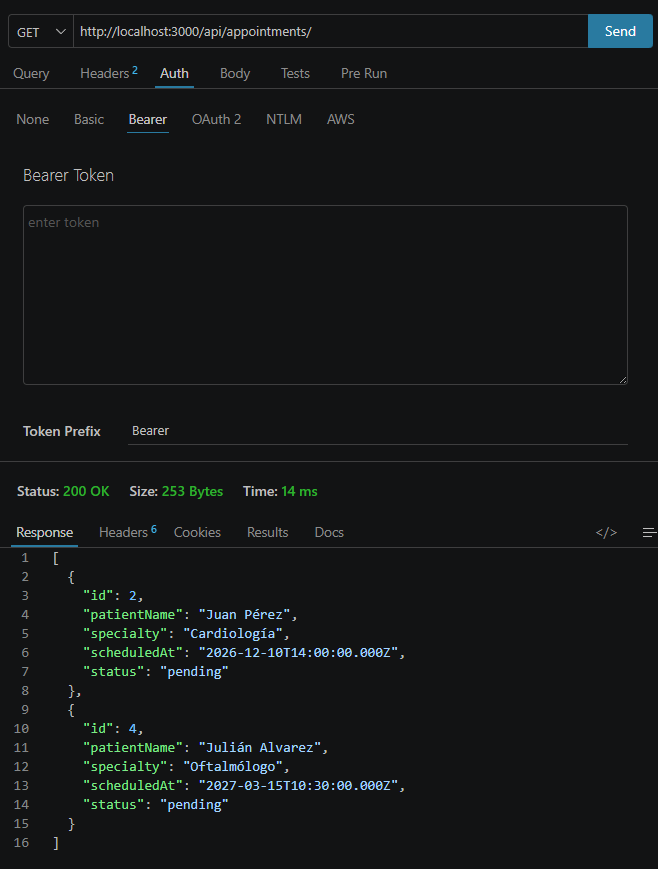 GET http://localhost:3000/api/appointments/ Send
Query Headers 2 Auth Body Tests Pre Run
None Basic Bearer OAuth 2 NTLM AWS
Bearer Token
enter token
Token Prefix Bearer
Status: 200 OK Size: 253 Bytes Time: 14 ms
Response Headers 6 Cookies Results Docs </>
1 [
2 {
3 "id": 2,
4 "patientName": "Juan Pérez",
5 "specialty": "Cardiología",
6 "scheduledAt": "2026-12-10T14:00:00.000Z",
7 "status": "pending"
8 },
9 {
10 "id": 4,
11 "patientName": "Julián Alvarez",
12 "specialty": "Oftalmólogo",
13 "scheduledAt": "2027-03-15T10:30:00.000Z",
14 "status": "pending"
15 }
16 ]